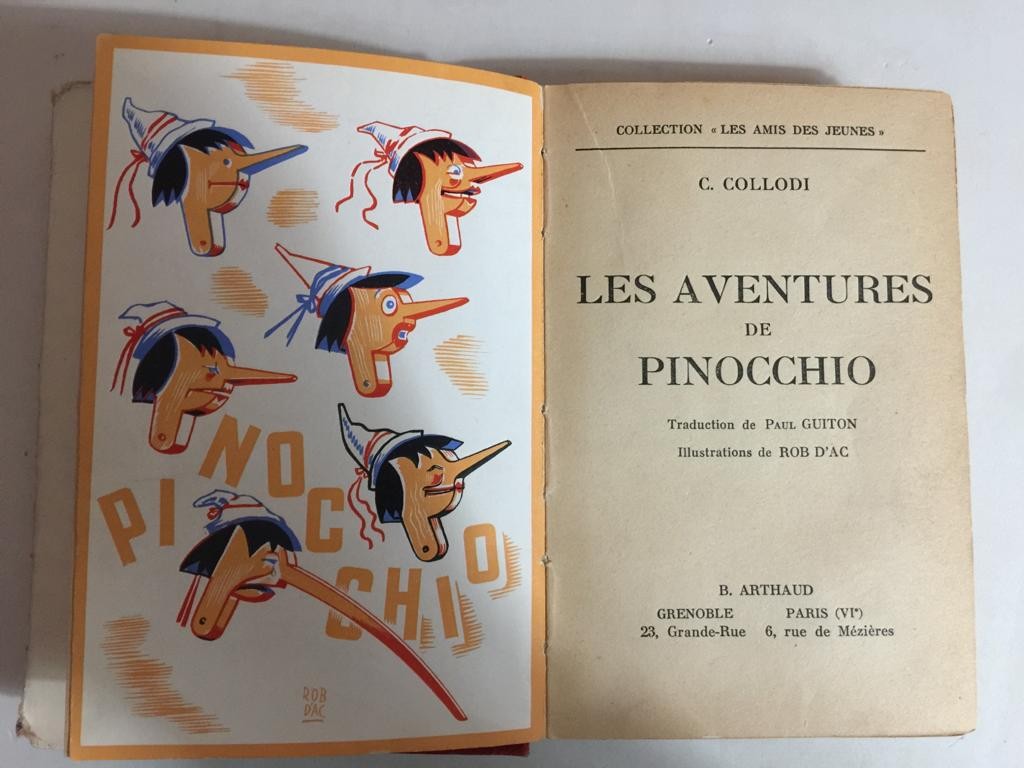 PINOCCHIO
ROB
D'AC
COLLECTION « LES AMIS DES JEUNES »
C. COLLODI
LES AVENTURES
DE
PINOCCHIO
Traduction de PAUL GUITON
Illustrations de ROB D'AC
B. ARTHAUD
GRENOBLE PARIS (VIᵉ)
23, Grande-Rue 6, rue de Mézières